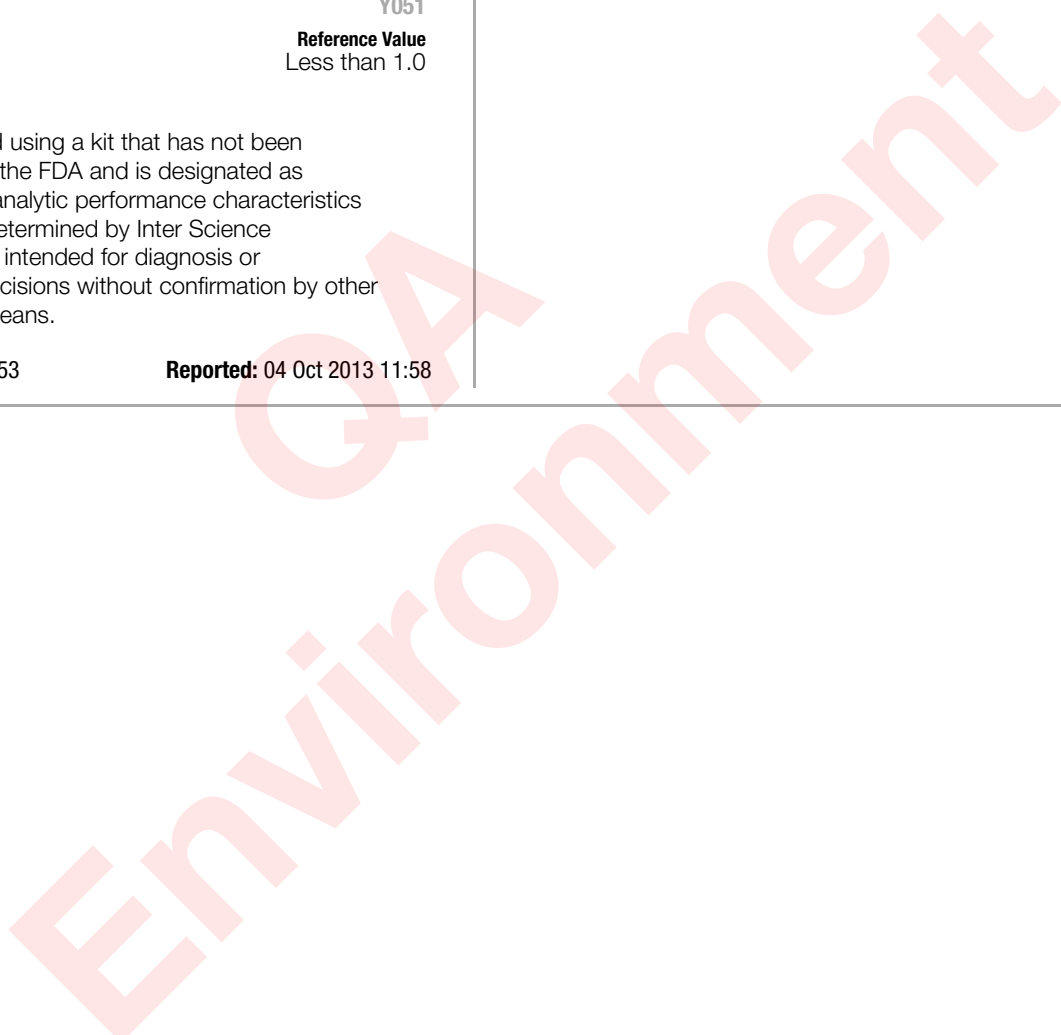 Y051
Reference Value
Less than 1.0
using a kit that has not been
the FDA and is designated as
analytic performance characteristics
etermined by Inter Science
intended for diagnosis or
cisions without confirmation by other
eans.
53 Reported: 04 Oct 2013 11:58
QA
Environment